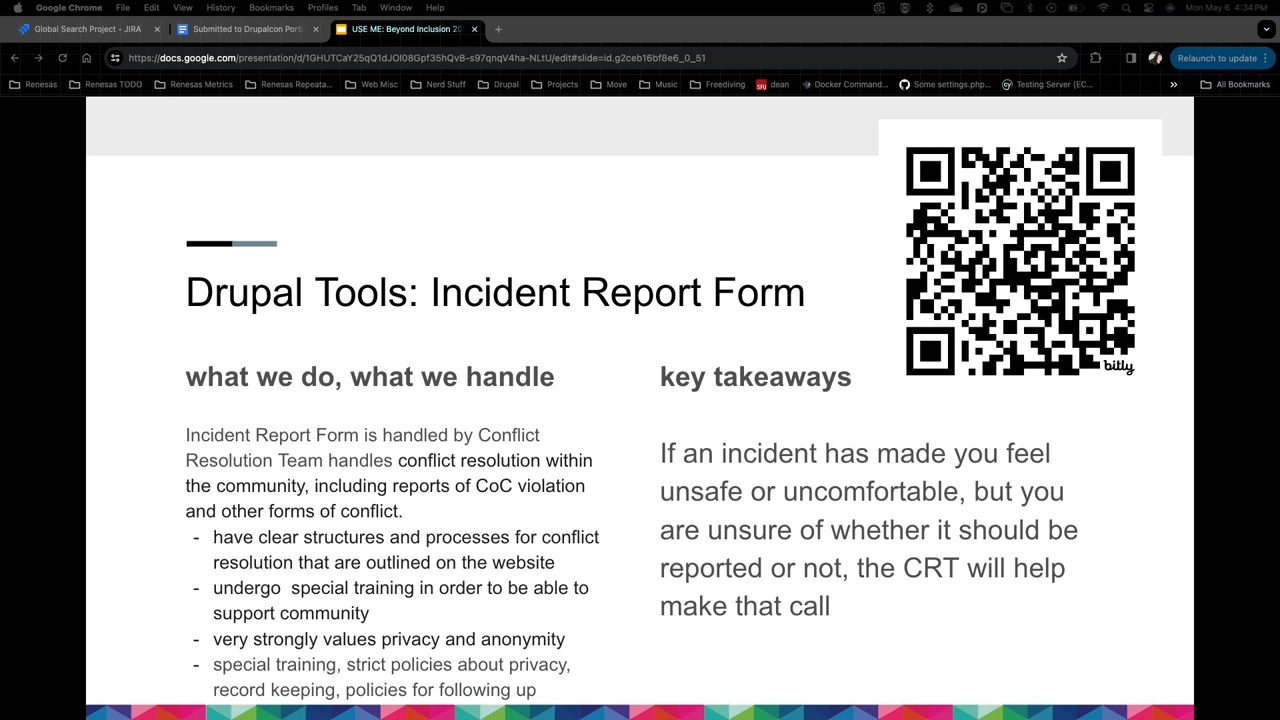 Google Chrome File Edit View History Bookmarks Profiles Tab Window Help Mon May 6 4:34 PM
Global Search Project - JIRA Submitted to Drupalcon Portl USE ME: Beyond Inclusion 20
https://docs.google.com/presentation/d/1GHUTCaY25qQ1dJOI08Gpf35hQvB-s97qnqV4ha-NLtU/edit#slide=id.g2ceb16bf8e6_0_51 Relaunch to update
Renesas Renesas TODO Renesas Metrics Renesas Repeata... Web Misc Nerd Stuff Drupal Projects Move Music Freediving SFU dean Docker Command... Some settings.php... Testing Server (EC... » All Bookmarks
Drupal Tools: Incident Report Form
bitly
what we do, what we handle
Incident Report Form is handled by Conflict
Resolution Team handles conflict resolution within
the community, including reports of CoC violation
and other forms of conflict.
- have clear structures and processes for conflict
resolution that are outlined on the website
- undergo special training in order to be able to
support community
- very strongly values privacy and anonymity
- special training, strict policies about privacy,
record keeping, policies for following up
key takeaways
If an incident has made you feel
unsafe or uncomfortable, but you
are unsure of whether it should be
reported or not, the CRT will help
make that call